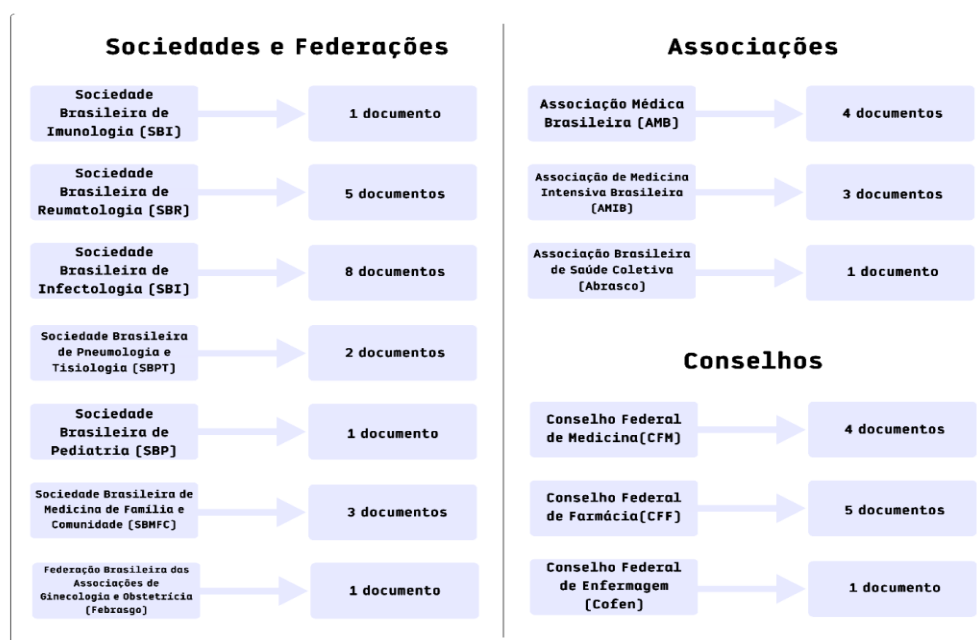 Sociedades e Federações
Sociedade
Brasileira de
Imunologia (SBI)
1 documento
Sociedade
Brasileira de
Reumatologia (SBR)
5 documentos
Sociedade
Brasileira de
Infectologia (SBI)
8 documentos
Sociedade Brasileira
de Pneumologia e
Tisiologia (SBPT)
2 documentos
Sociedade
Brasileira de
Pediatria (SBP)
1 documento
Sociedade Brasileira de
Medicina de Família e
Comunidade (SBMFC)
3 documentos
Federação Brasileira das
Associações de
Ginecologia e Obstetrícia
(Febrasgo)
1 documento
Associações
Associação Médica
Brasileira (AMB)
4 documentos
Associação de Medicina
Intensiva Brasileira
(AMIB)
3 documentos
Associação Brasileira
de Saúde Coletiva
(Abrasco)
1 documento
Conselhos
Conselho Federal
de Medicina(CFM)
4 documentos
Conselho Federal
de Farmácia(CFF)
5 documentos
Conselho Federal
de Enfermagem
(Cofen)
1 documento